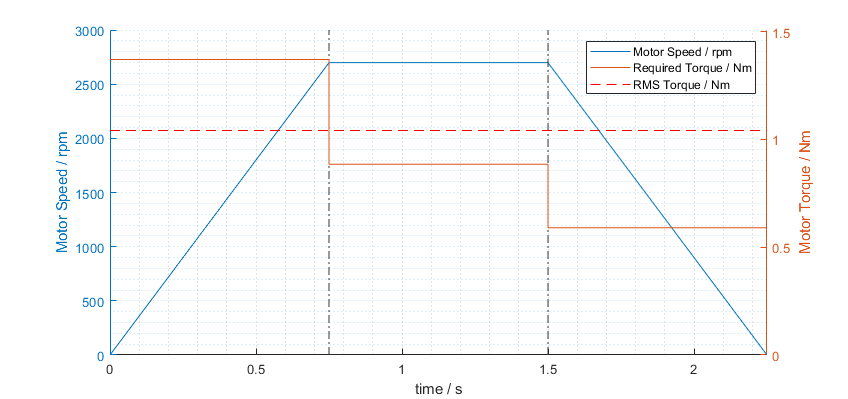 3000
2500
2000
1500
1000
500
0
Motor Speed / rpm
0
0.5
1
1.5
2
time / s
1.5
1
0.5
0
Motor Torque / Nm
Motor Speed / rpm
Required Torque / Nm
RMS Torque / Nm